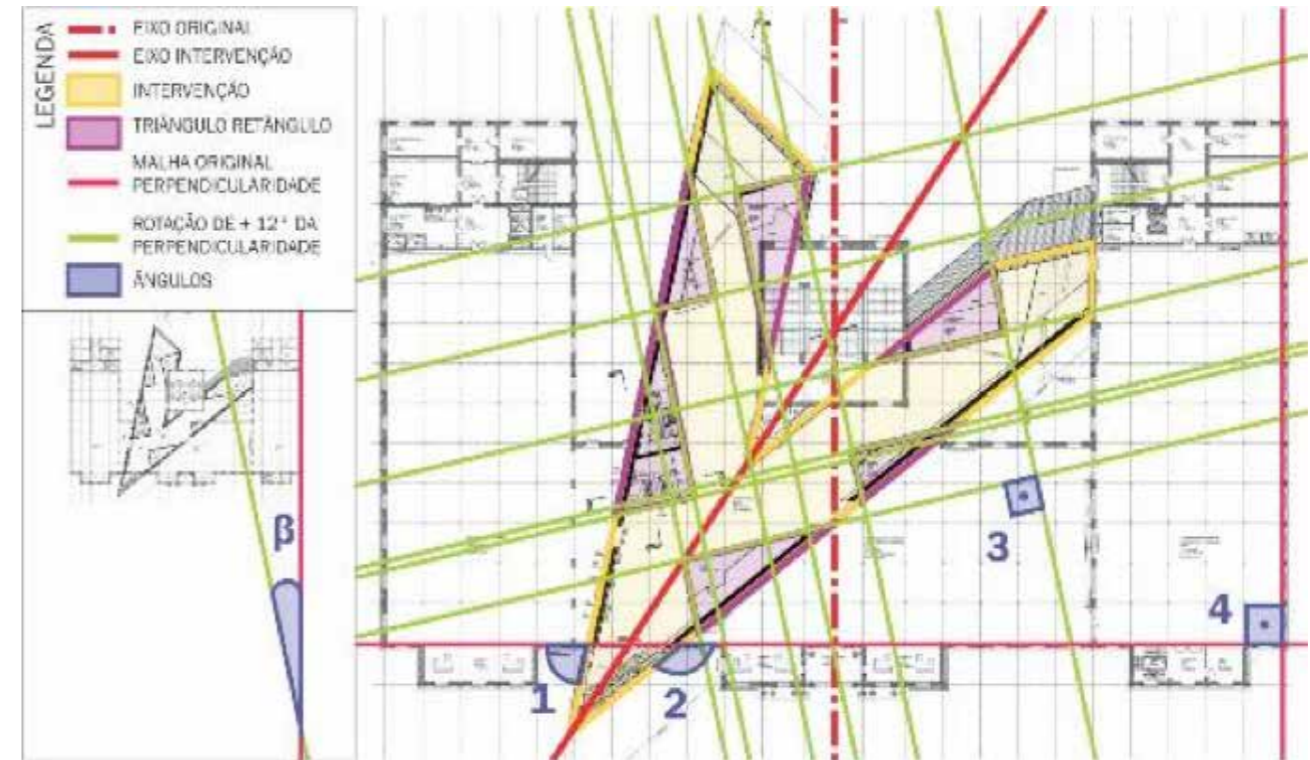 LEGENDA
EIXO ORIGINAL
EIXO INTERVENÇÃO
INTERVENÇÃO
TRIÂNGULO RETÂNGULO
MALHA ORIGINAL
PERPENDICULARIDADE
ROTAÇÃO DE + 12° DA
PERPENDICULARIDADE
ÂNGULOS
β
1
2
3
4